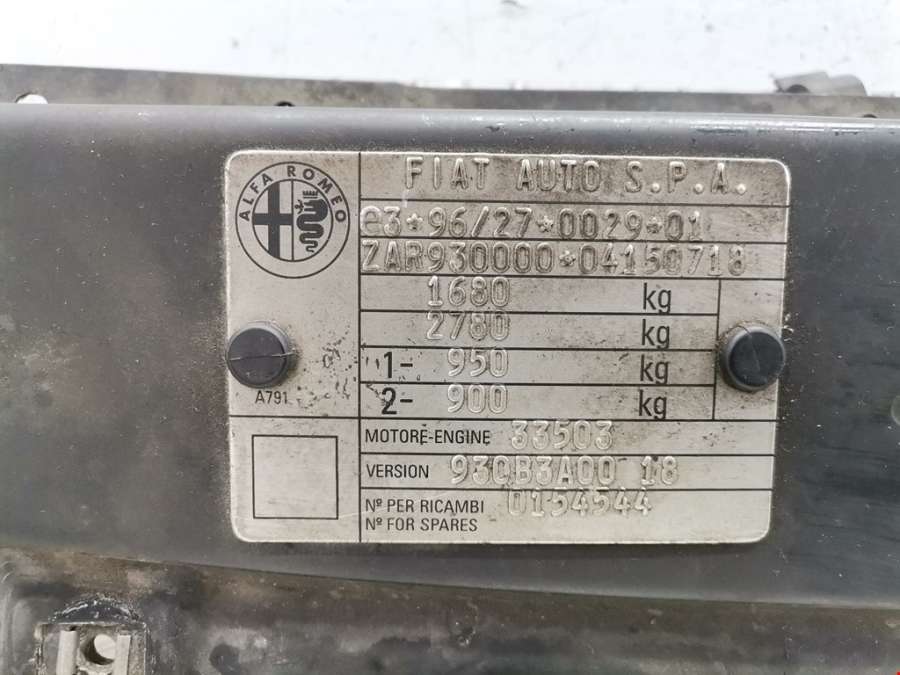 ALFA ROMEO
FIAT AUTO S.P.A.
e3*96/27*0029*01
ZAR930000*04150718
1680 kg
2780 kg
1- 950 kg
2- 900 kg
A791
MOTORE-ENGINE 33503
VERSION 930B3A00 18
Nº PER RICAMBI 0154544
Nº FOR SPARES